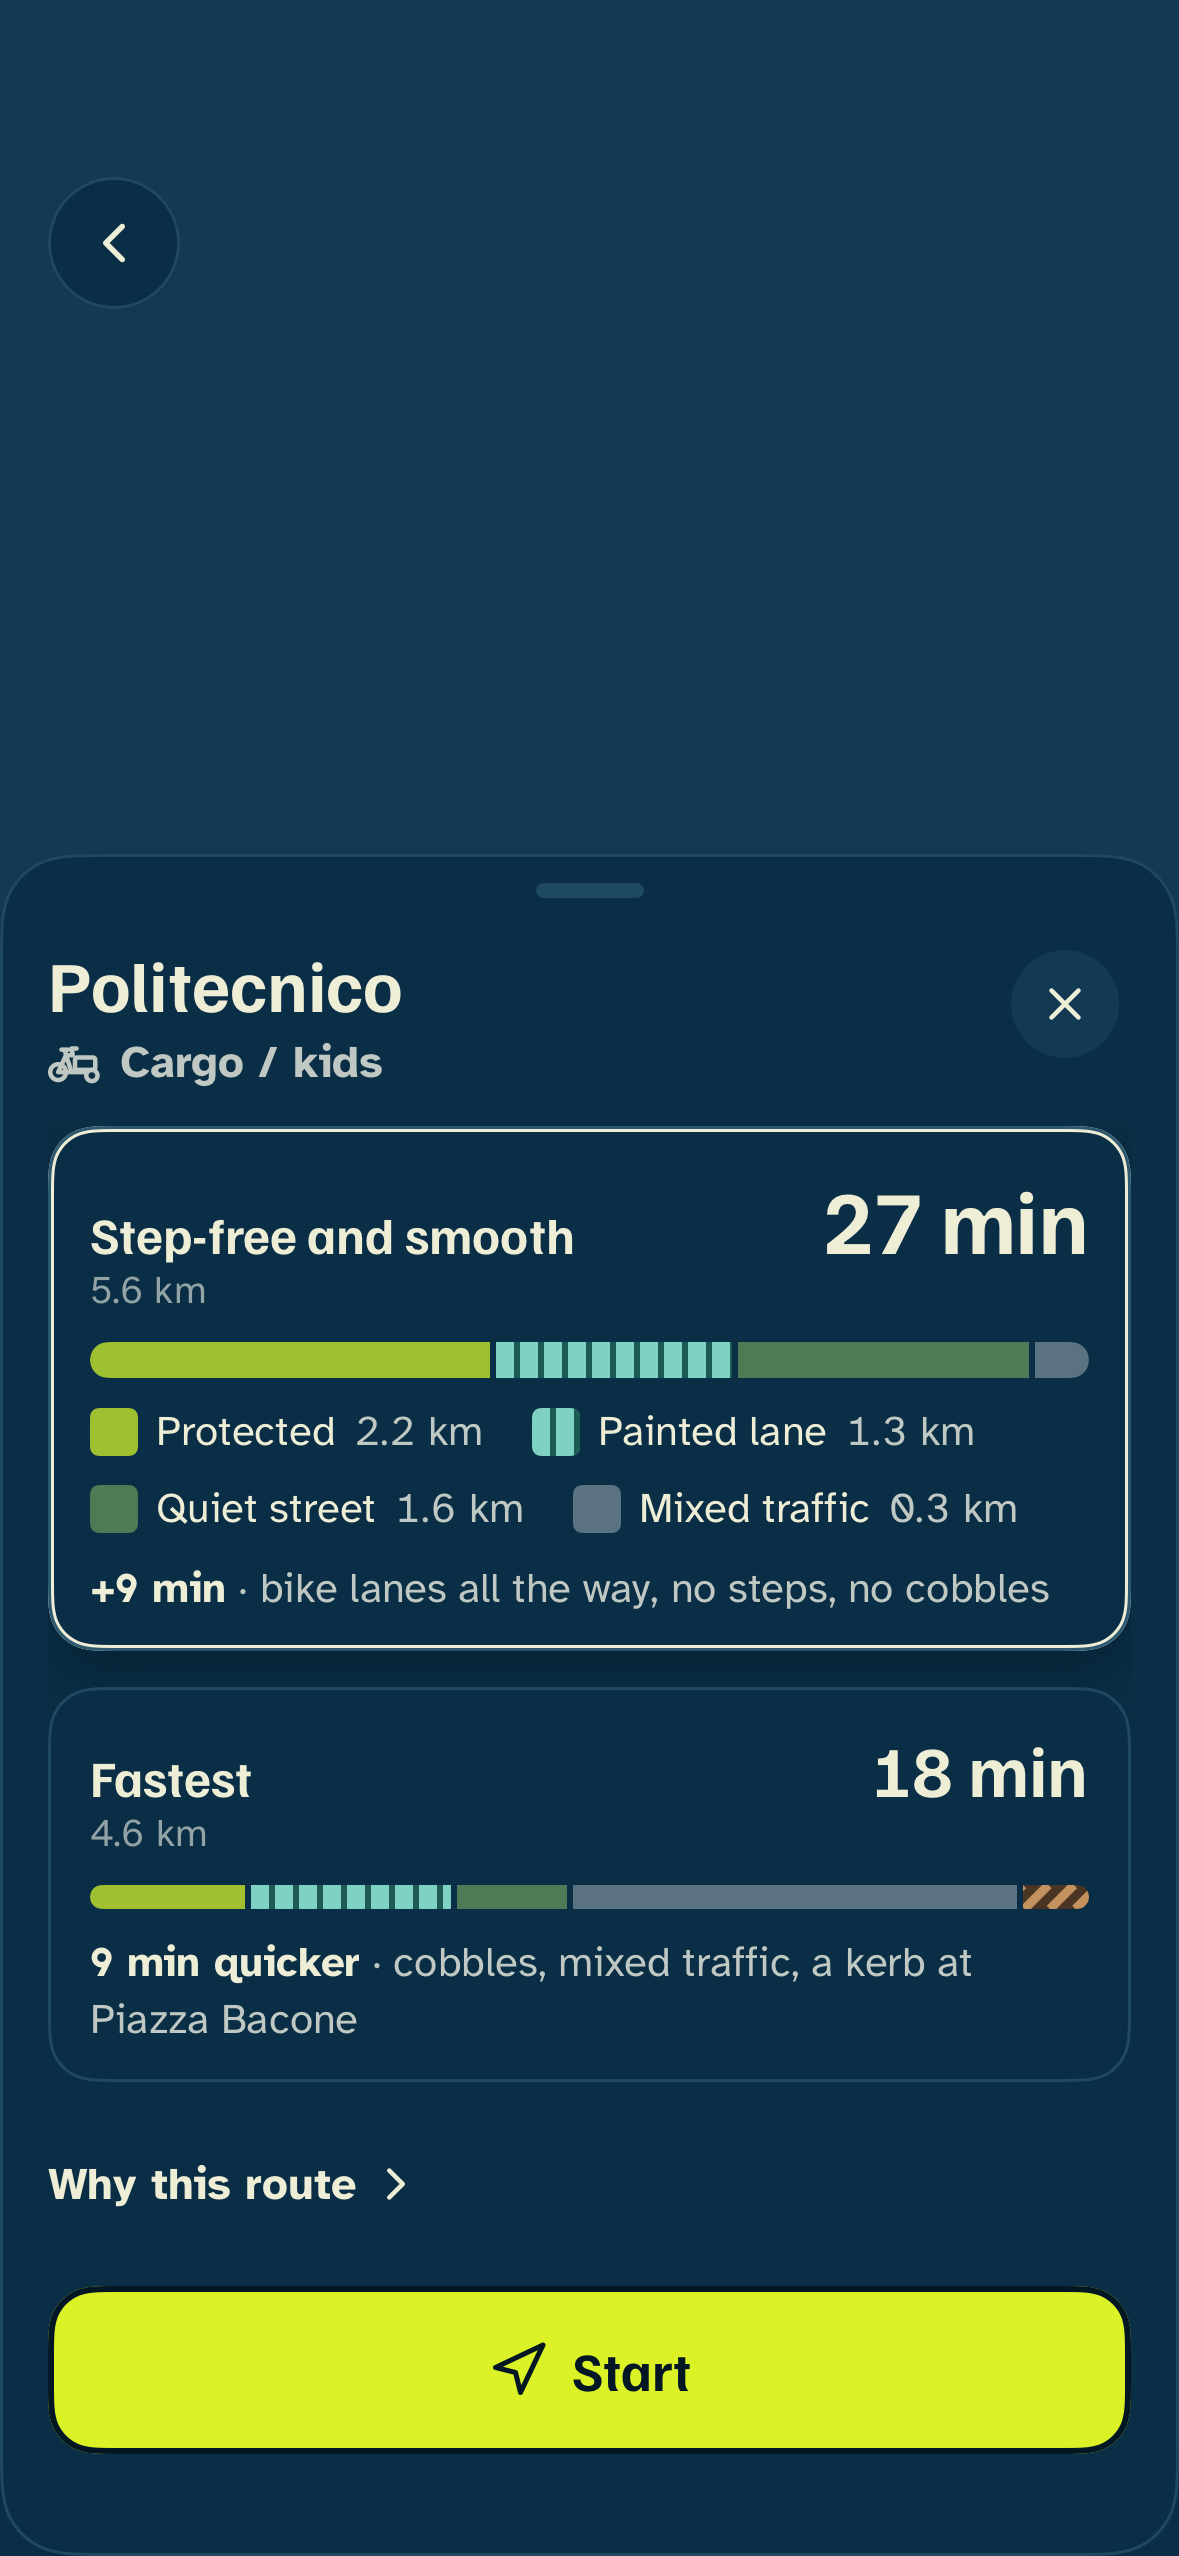 Politecnico
Cargo / kids
Step-free and smooth
27 min
5.6 km
Protected 2.2 km
Painted lane 1.3 km
Quiet street 1.6 km
Mixed traffic 0.3 km
+9 min · bike lanes all the way, no steps, no cobbles
Fastest
18 min
4.6 km
9 min quicker · cobbles, mixed traffic, a kerb at
Piazza Bacone
Why this route
Start